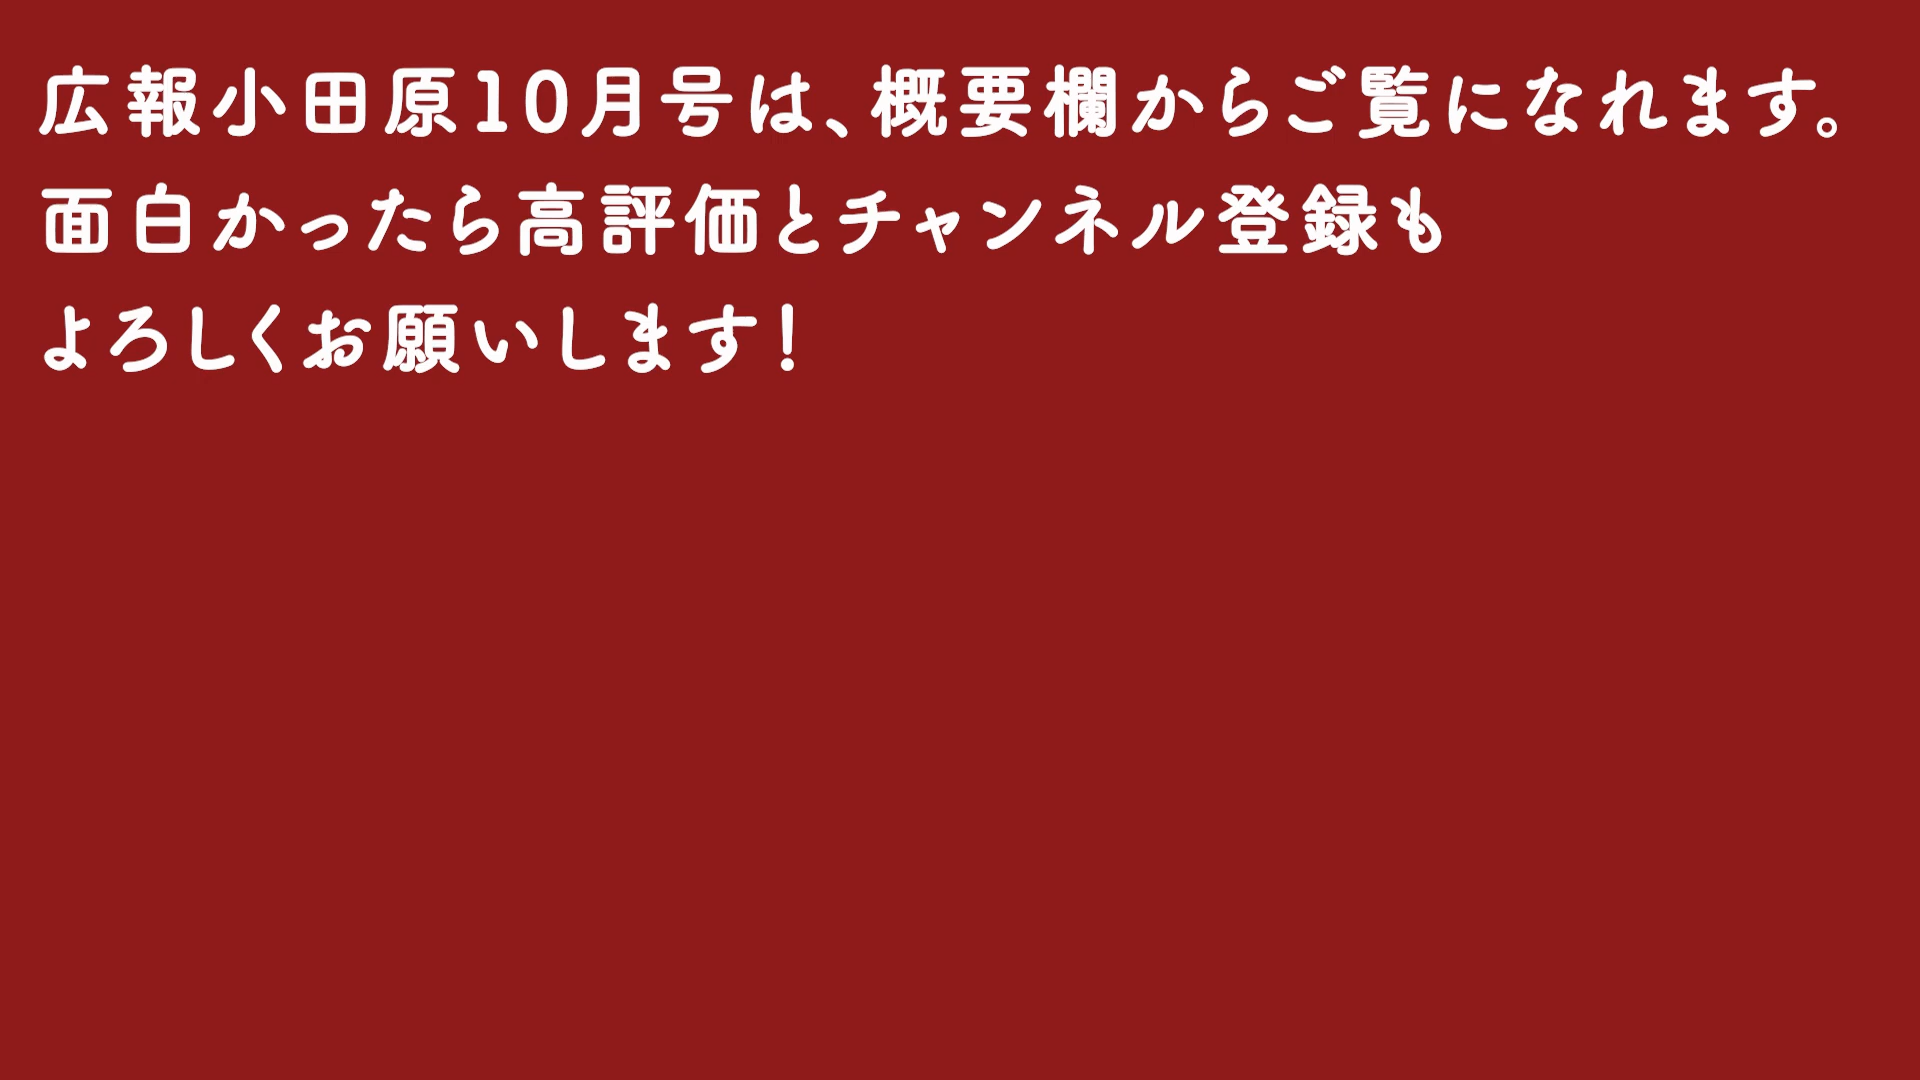 広報小田原10月号は、概要欄からご覧になれます。
面白かったら高評価とチャンネル登録も
よろしくお願いします!